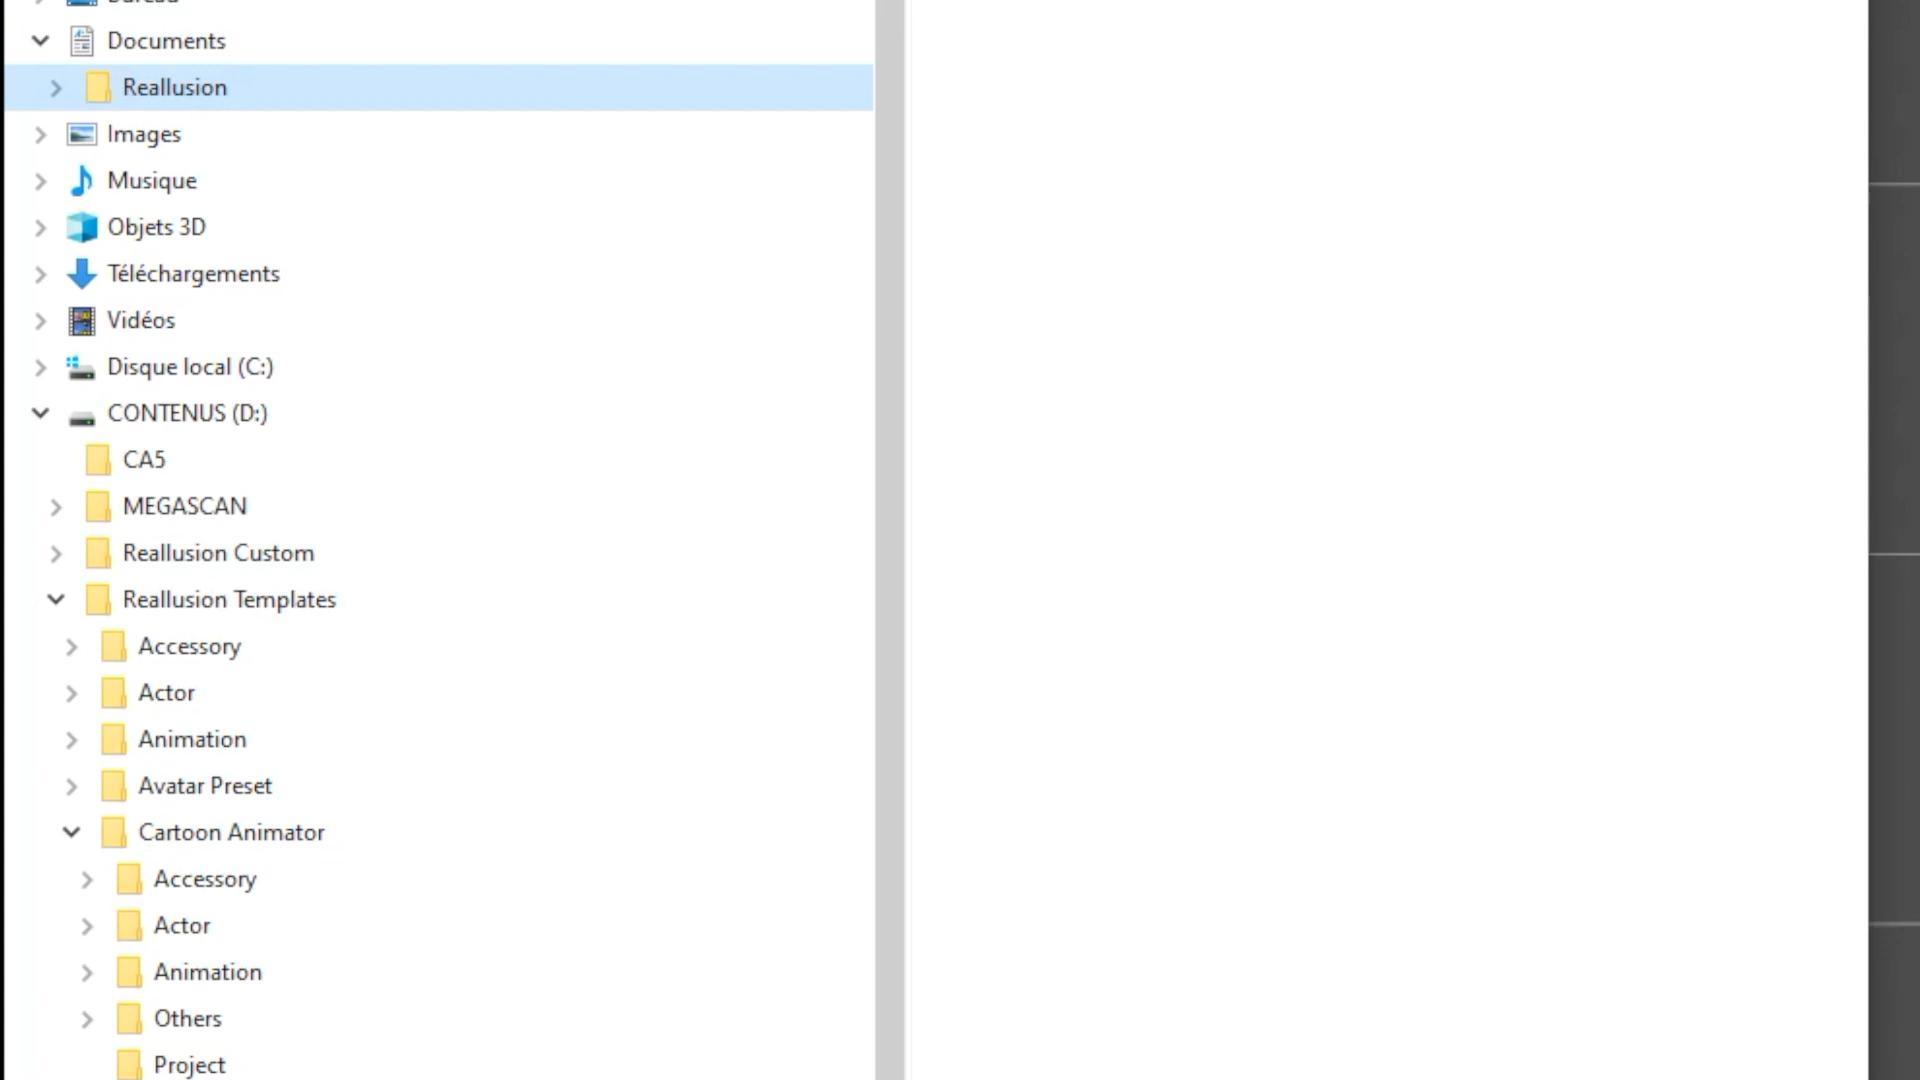 Bureau
Documents
Reallusion
Images
Musique
Objets 3D
Téléchargements
Vidéos
Disque local (C:)
CONTENUS (D:)
CA5
MEGASCAN
Reallusion Custom
Reallusion Templates
Accessory
Actor
Animation
Avatar Preset
Cartoon Animator
Accessory
Actor
Animation
Others
Project